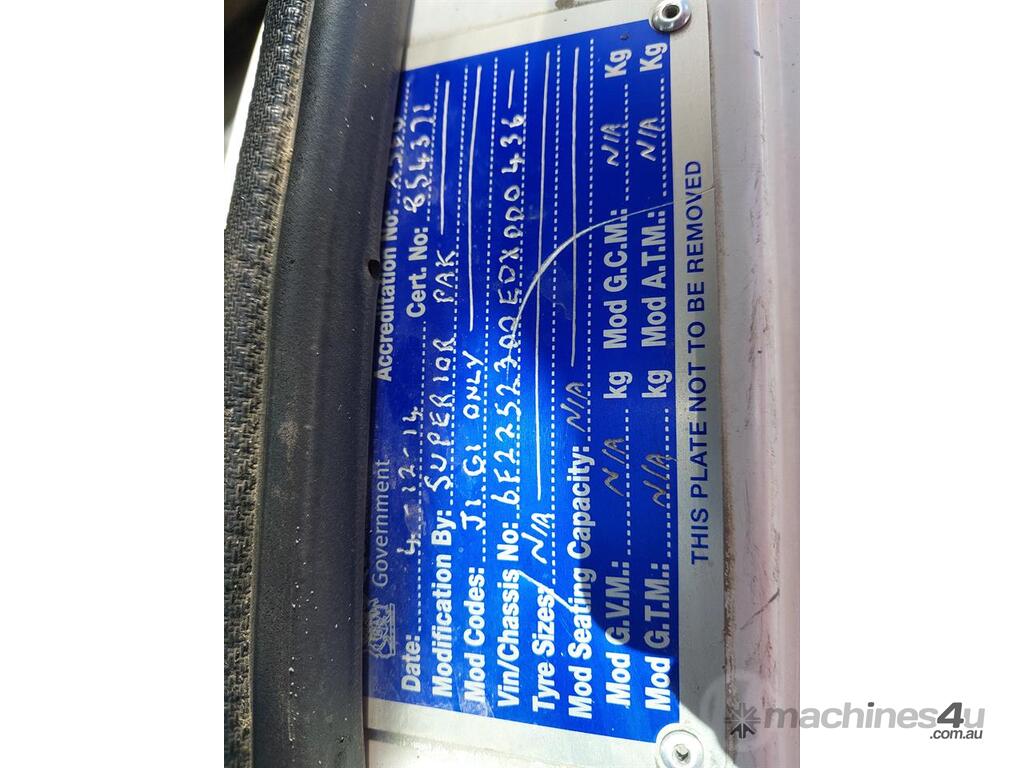 Government
Accreditation No:
Date: 4-12-14 Cert. No: 854371
Modification By: SUPERIOR PAK
Mod Codes: J1 G1 ONLY
Vin/Chassis No:
Tyre Sizes: N/A
Mod Seating Capacity: N/A
Mod G.V.M.: N/A kg Mod G.C.M.: N/A Kg
Mod G.T.M.: N/A kg Mod A.T.M.: N/A Kg
THIS PLATE NOT TO BE REMOVED
machines4u
.com.au